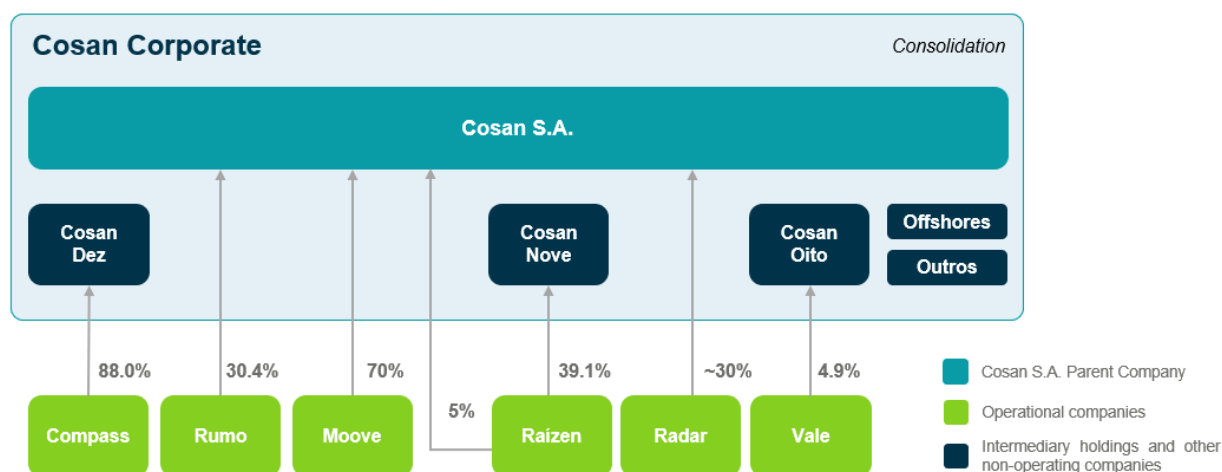 Cosan Corporate
Consolidation
Cosan S.A.
Cosan
Dez
Cosan
Nove
Cosan
Oito
Offshores
Outros
88.0%
30.4%
70%
5%
39.1%
~30%
4.9%
Compass
Rumo
Moove
Raízen
Radar
Vale
Cosan S.A. Parent Company
Operational companies
Intermediary holdings and other
non-operating companies